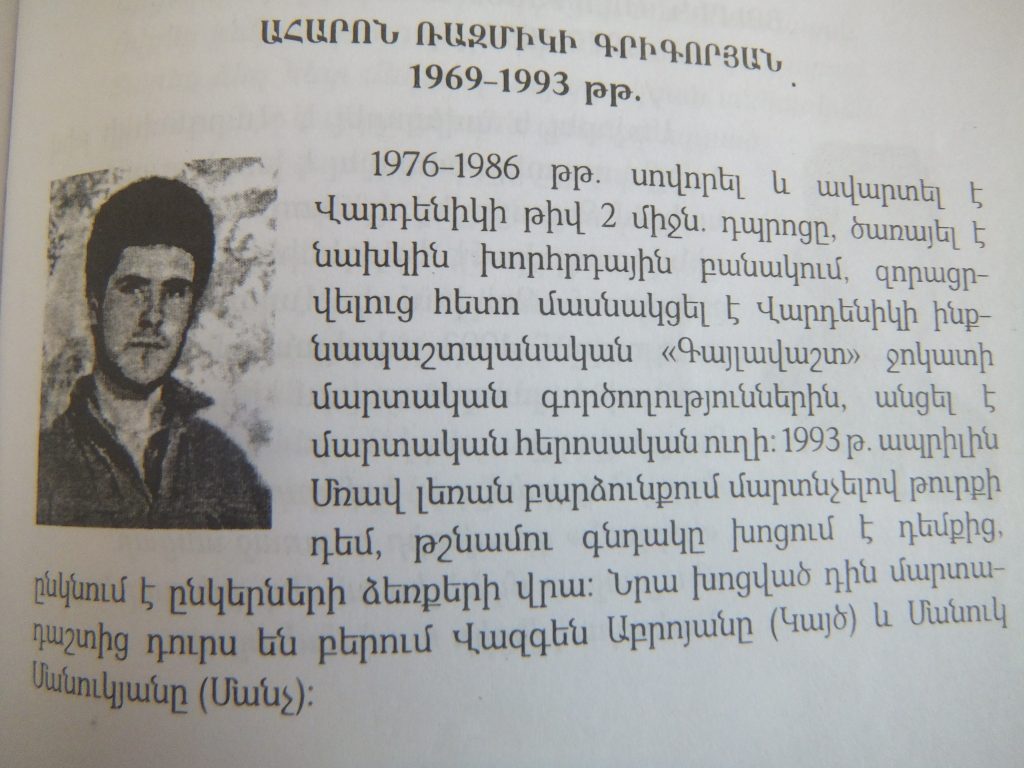 ԱՀԱՐՈՆ ՌԱԶՄԻԿԻ ԳՐԻԳՈՐՅԱՆ
1969–1993 թթ.
1976–1986 թթ. սովորել և ավարտել է
Վարդենիկի թիվ 2 միջն. դպրոցը, ծառայել է
նախկին խորհրդային բանակում, զորացր-
վելուց հետո մասնակցել է Վարդենիկի ինք-
նապաշտպանական «Գայլավաշտ» ջոկատի
մարտական գործողություններին, անցել է
մարտական հերոսական ուղի: 1993 թ. ապրիլին
Մռավ լեռան բարձունքում մարտնչելով թուրքի
դեմ, թշնամու գնդակը խոցում է դեմքից,
ընկնում է ընկերների ձեռքերի վրա: Նրա խոցված դին մարտա-
դաշտից դուրս են բերում Վազգեն Աբրոյանը (Կայծ) և Մանուկ
Մանուկյանը (Մանչ):